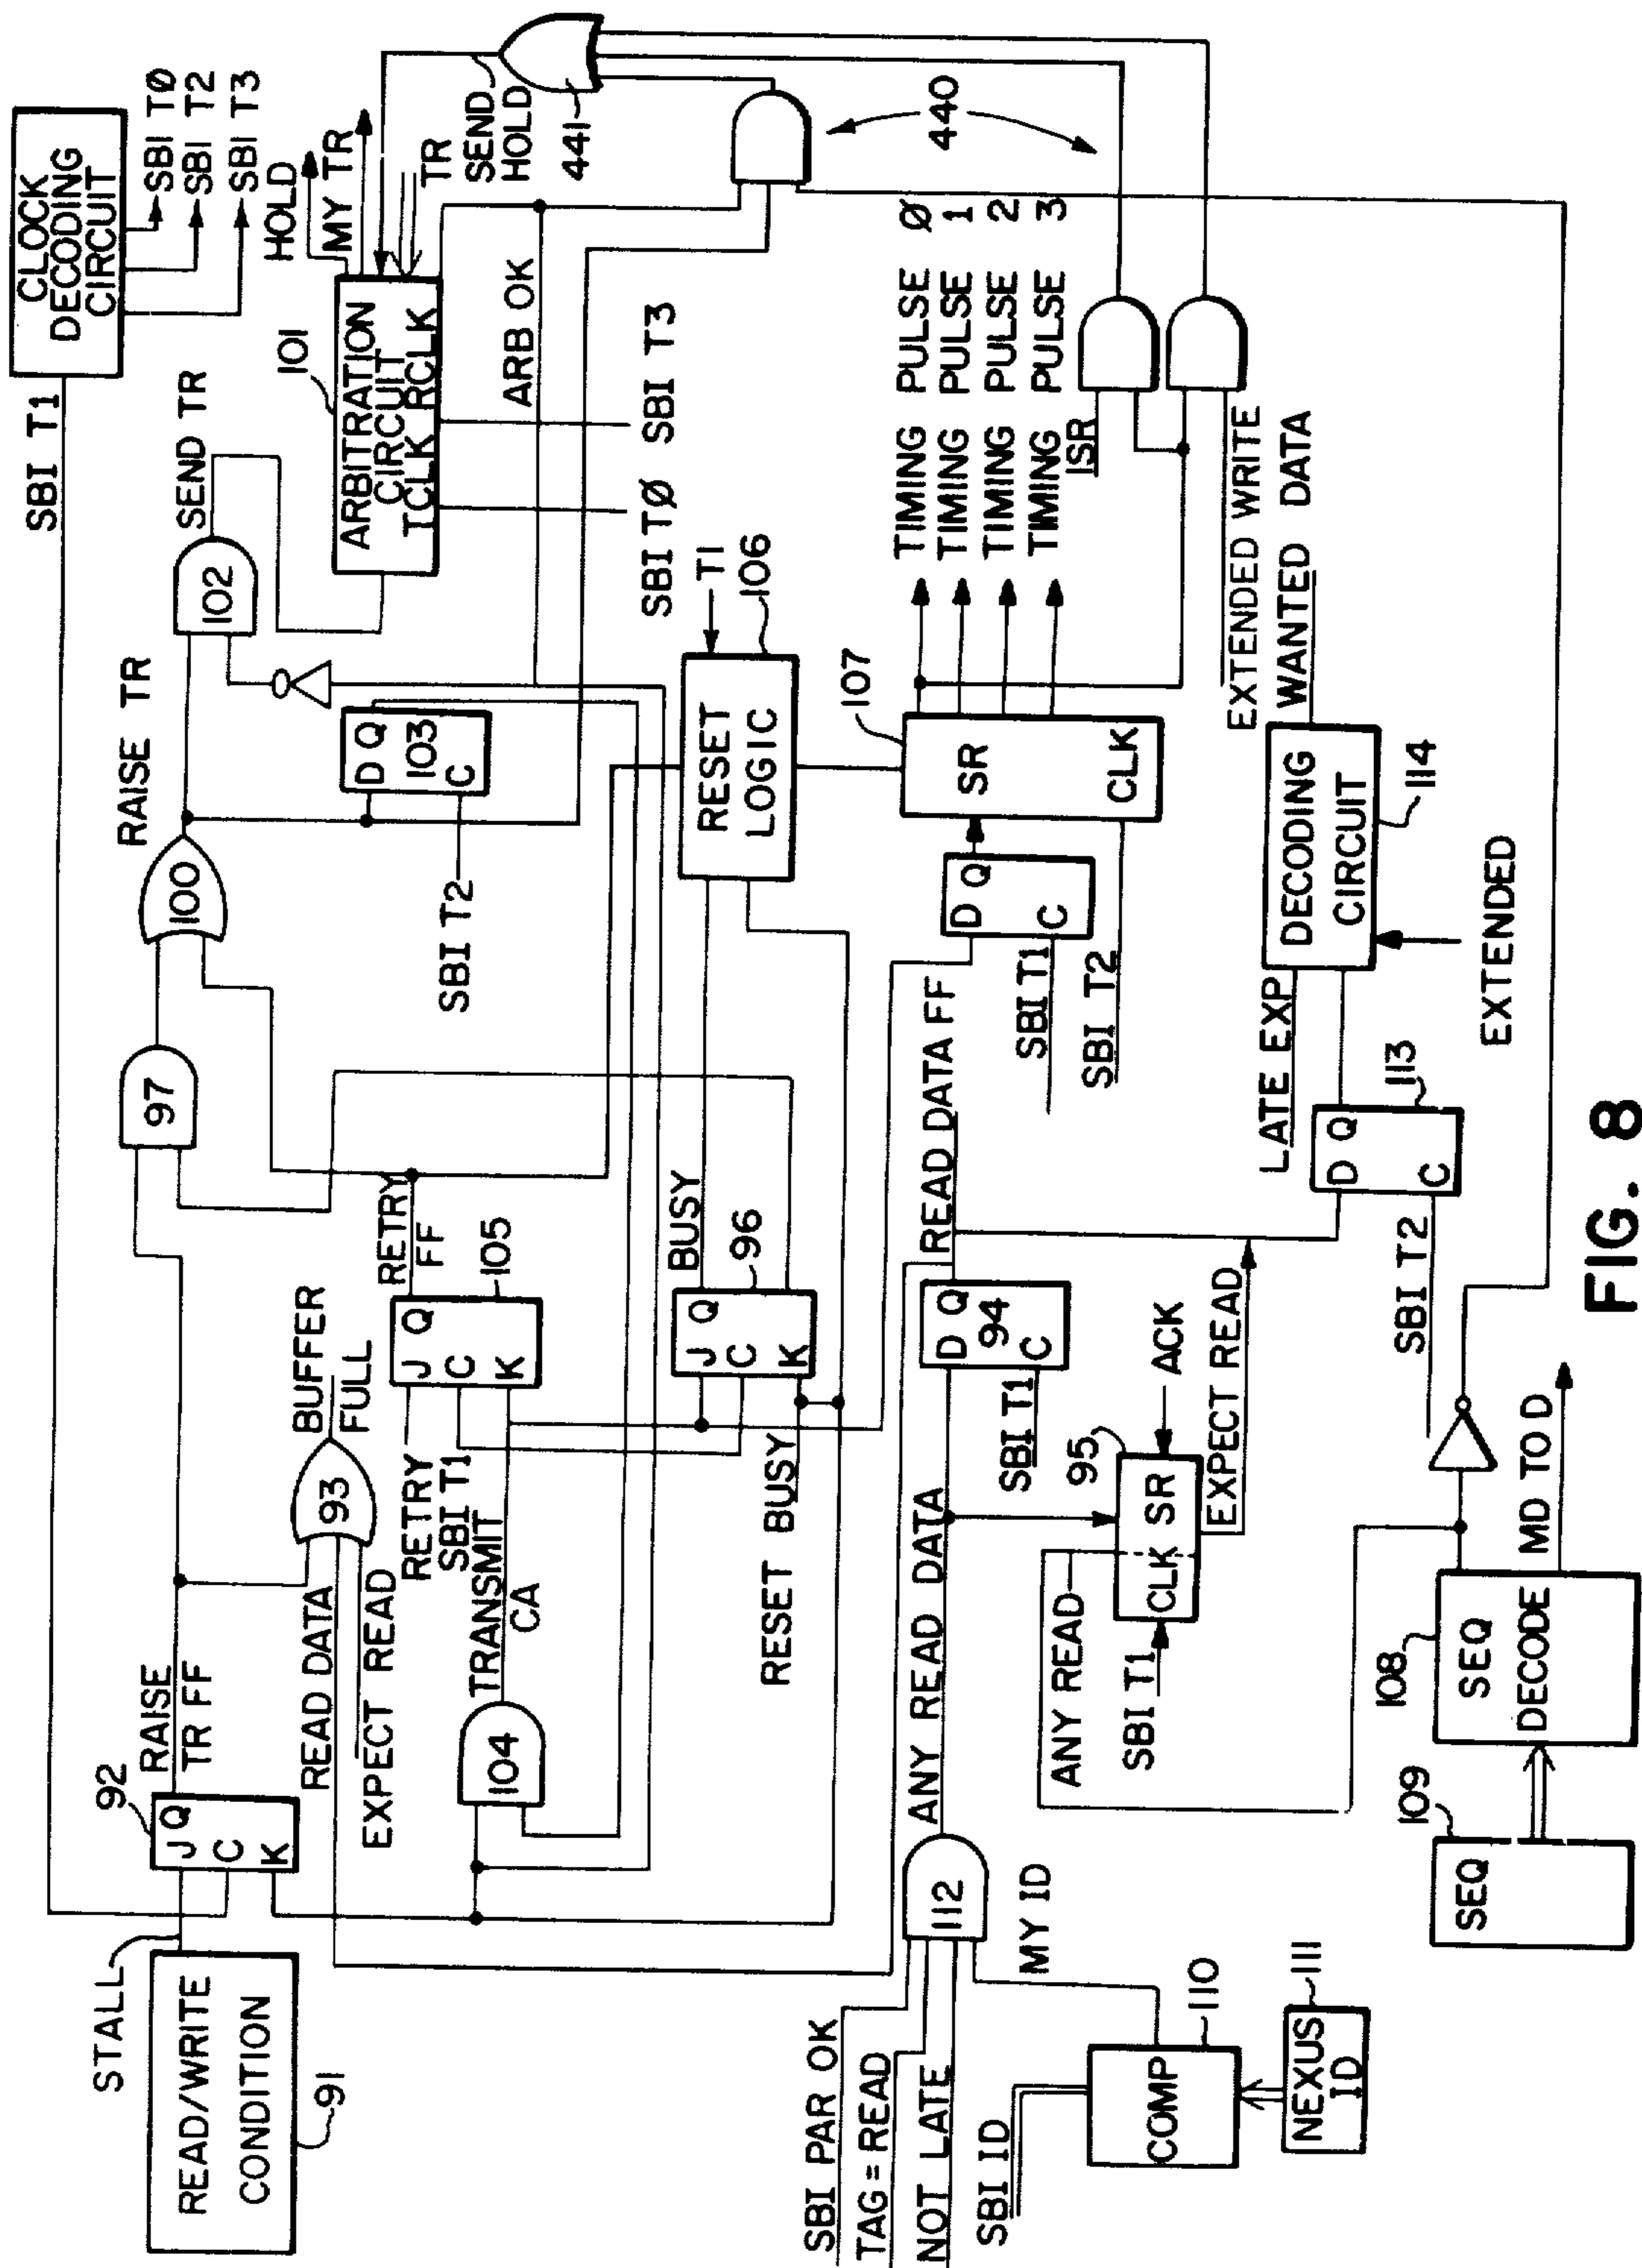 SBI T1
CLOCK
DECODING
CIRCUIT
SBI TØ
SBI T2
SBI T3
STALL
READ/WRITE
CONDITION
91
92
J Q
C
K
RAISE
TR FF
97
RAISE TR
100
102
SEND TR
101
HOLD
MY TR
ARBITRATION
CIRCUIT
TCLK RCLK
TR
SEND
HOLD
441
READ DATA
EXPECT READ
93
BUFFER
FULL
D Q
103
C
SBI T2
SBI TØ SBI T3
ARB OK
440
104
TRANSMIT
CA
RETRY
SBI T1
J Q
C
K
105
RETRY
FF
RESET BUSY
J Q
C
K
96
BUSY
RESET
LOGIC
T1
106
SBI PAR OK
TAG = READ
NOT LATE
112
ANY READ DATA
MY ID
SBI ID
COMP
110
NEXUS
ID
111
D Q
94
C
SBI T1
READ DATA FF
ANY READ
SBI T1
CLK SR
95
ACK
EXPECT READ
D Q
C
SBI T1
SBI T2
SR
CLK
107
TIMING PULSE Ø
TIMING PULSE 1
TIMING PULSE 2
TIMING PULSE 3
ISR
EXTENDED WRITE
WANTED DATA
LATE EXP
D Q
C
113
SBI T2
DECODING
CIRCUIT
114
EXTENDED
109
SEQ
108
SEQ
DECODE
MD TO D
FIG. 8